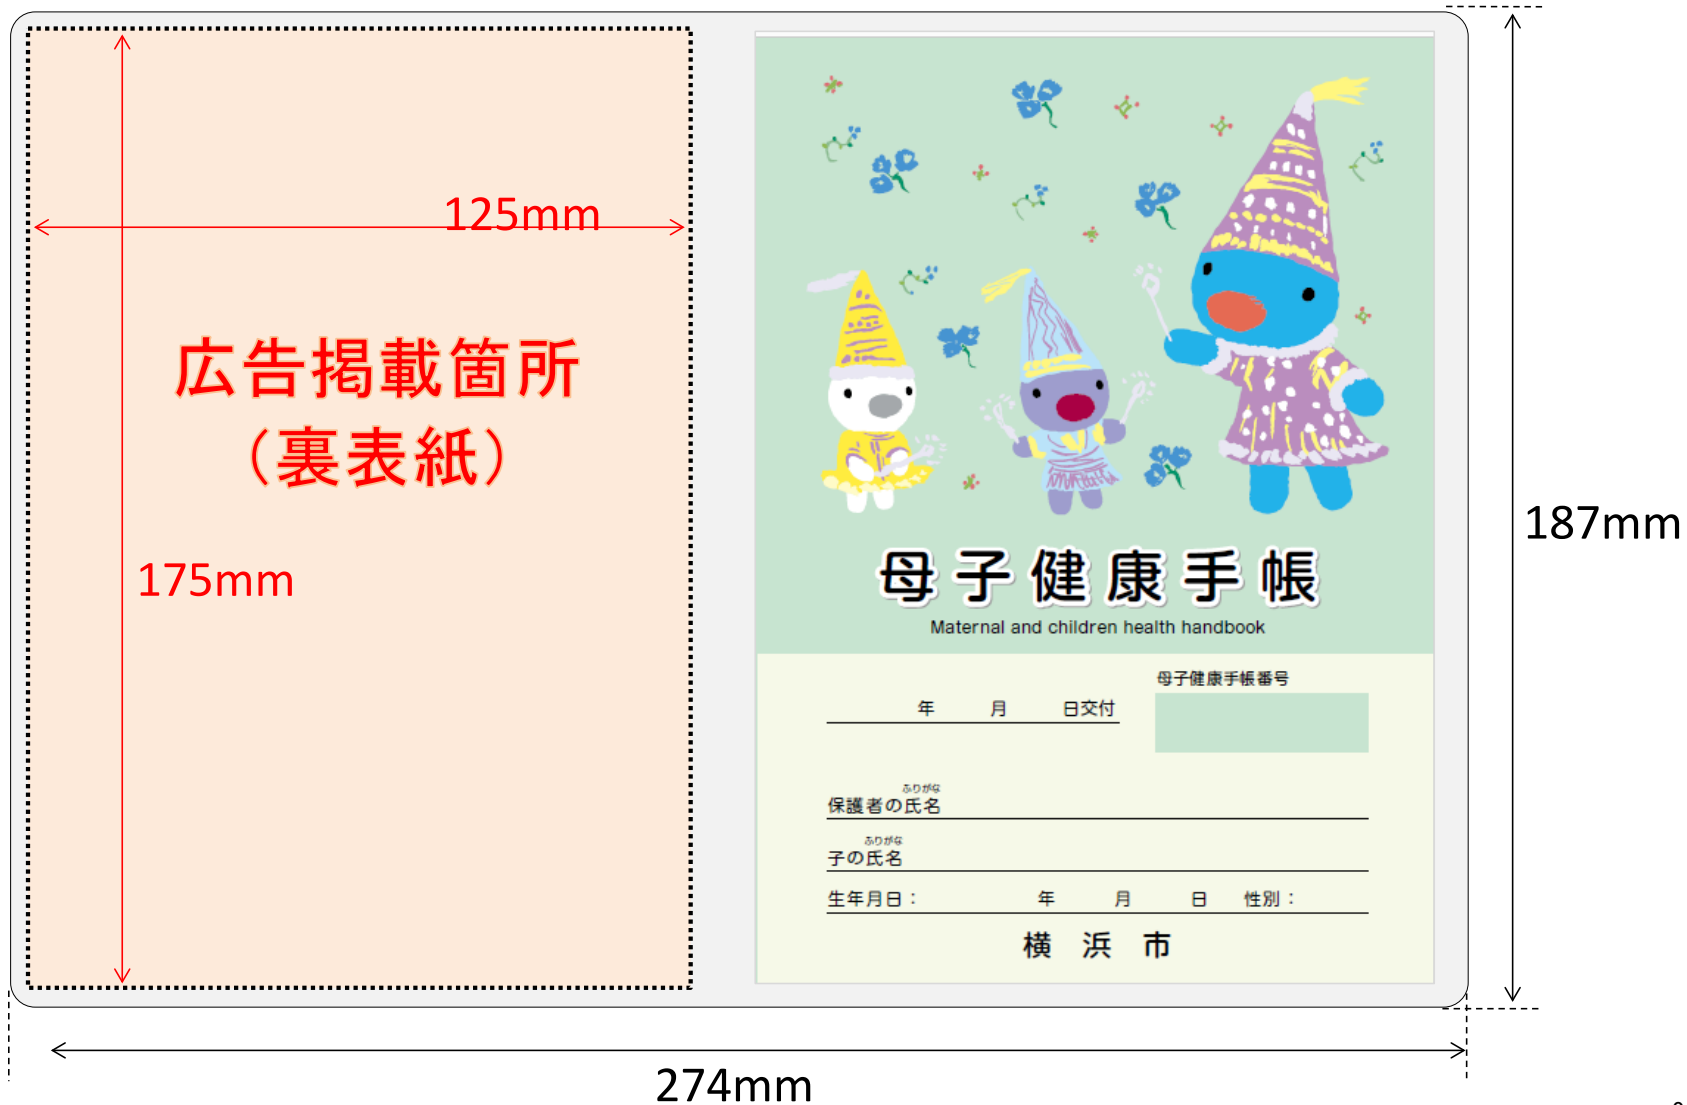 125mm
広告掲載箇所
（裏表紙）
175mm
母子健康手帳
Maternal and children health handbook
母子健康手帳番号
年 月 日交付
ふりがな
保護者の氏名
ふりがな
子の氏名
生年月日： 年 月 日 性別：
横 浜 市
187mm
274mm